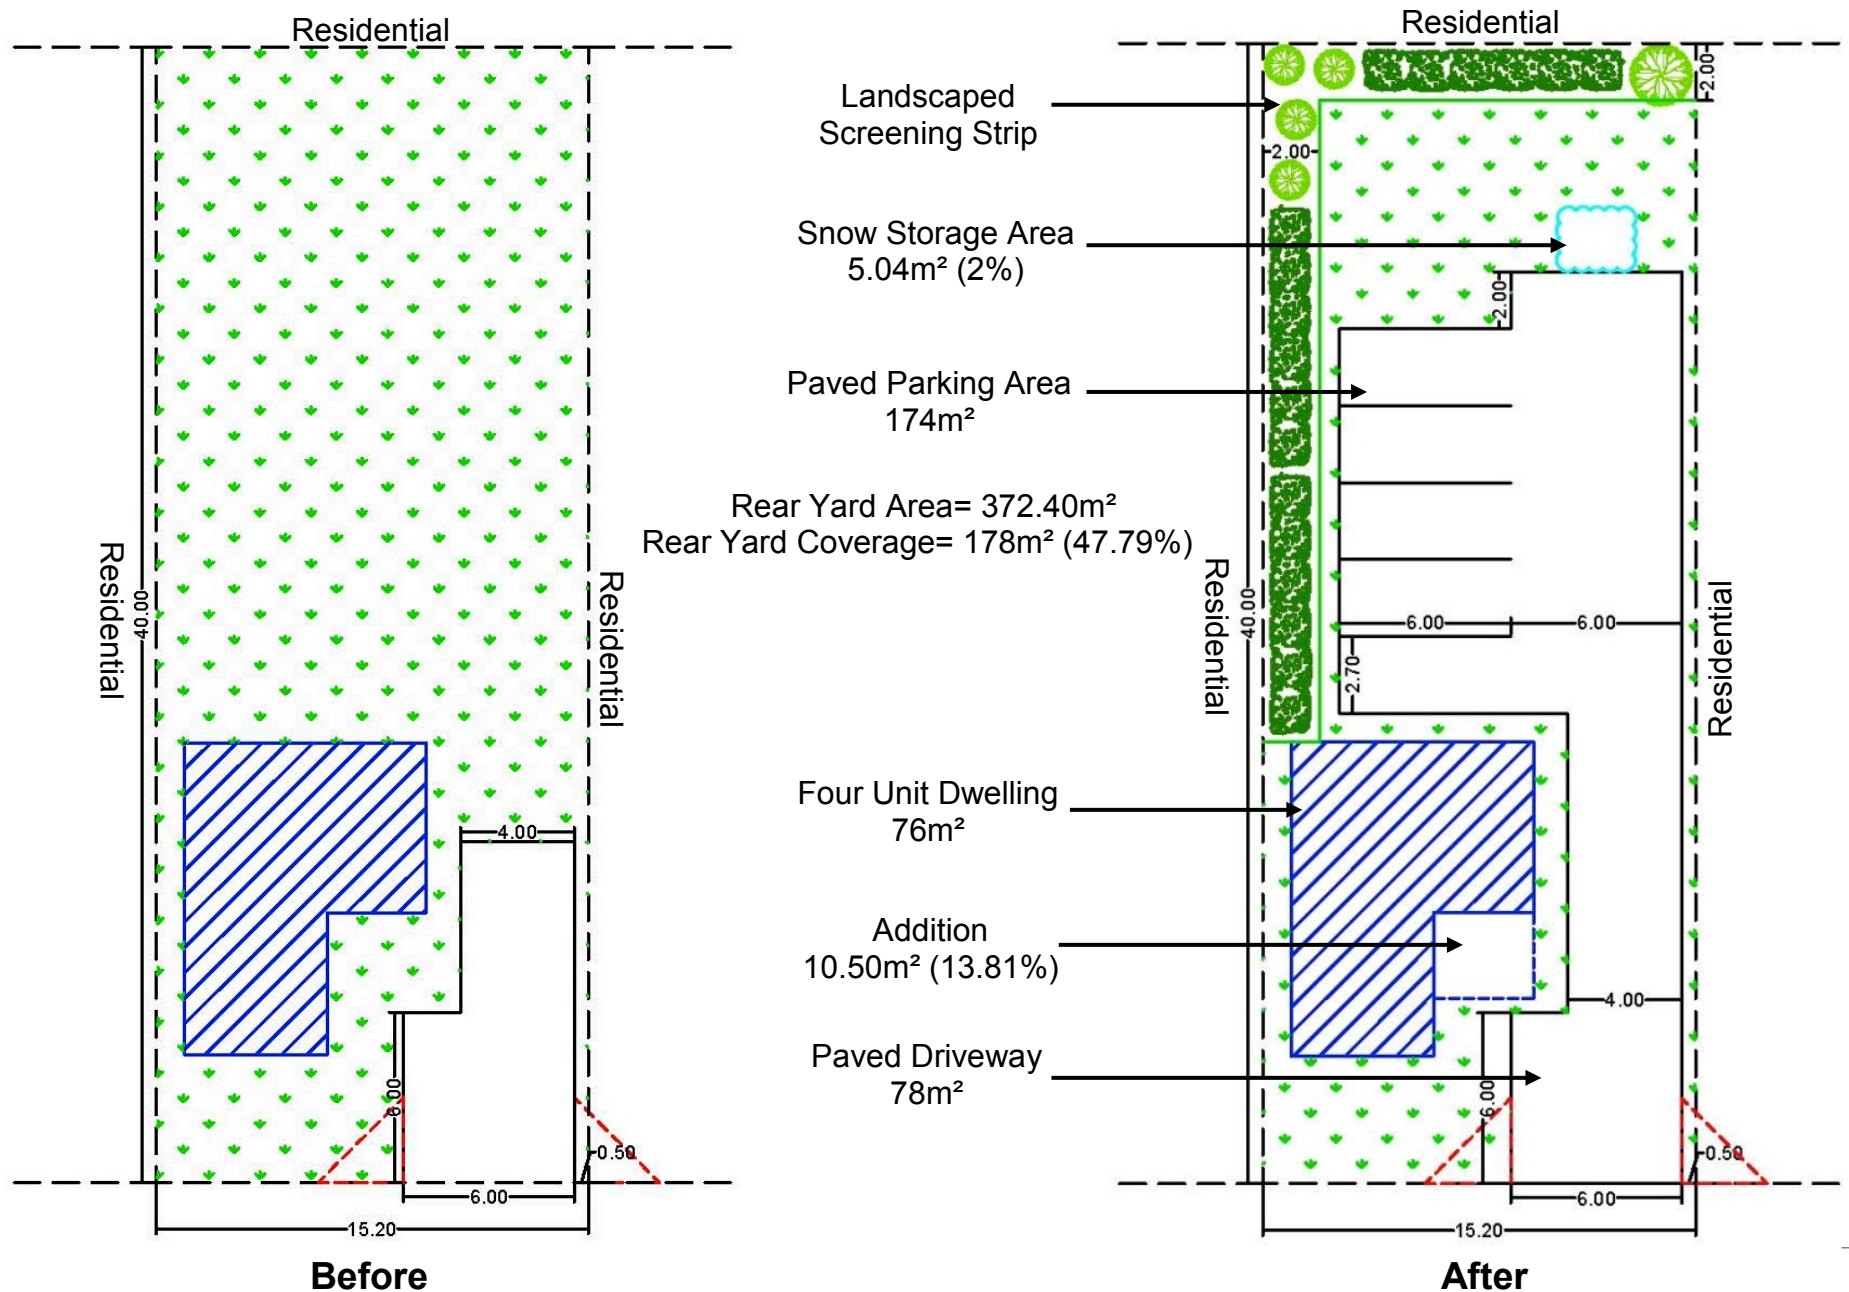 Residential
Residential
40.00
Residential
4.00
6.00
0.50
6.00
15.20
Before
Landscaped
Screening Strip
Snow Storage Area
5.04m² (2%)
Paved Parking Area
174m²
Rear Yard Area= 372.40m²
Rear Yard Coverage= 178m² (47.79%)
Four Unit Dwelling
76m²
Addition
10.50m² (13.81%)
Paved Driveway
78m²
Residential
2.00
2.00
2.00
Residential
40.00
6.00
6.00
2.70
Residential
4.00
6.00
0.50
6.00
15.20
After